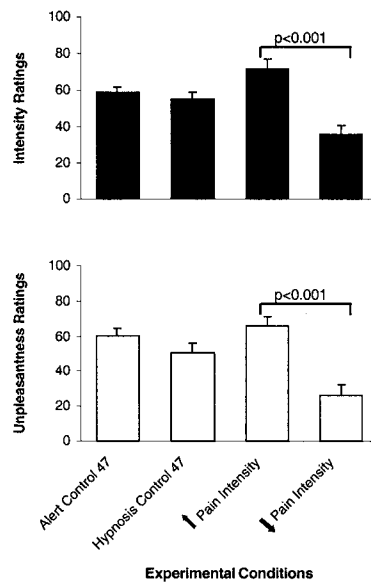 100
80
60
40
20
0
Intensity Ratings
p<0.001
100
80
60
40
20
0
Unpleasantness Ratings
p<0.001
Alert Control 47
Hypnosis Control 47
↑ Pain Intensity
↓ Pain Intensity
Experimental Conditions